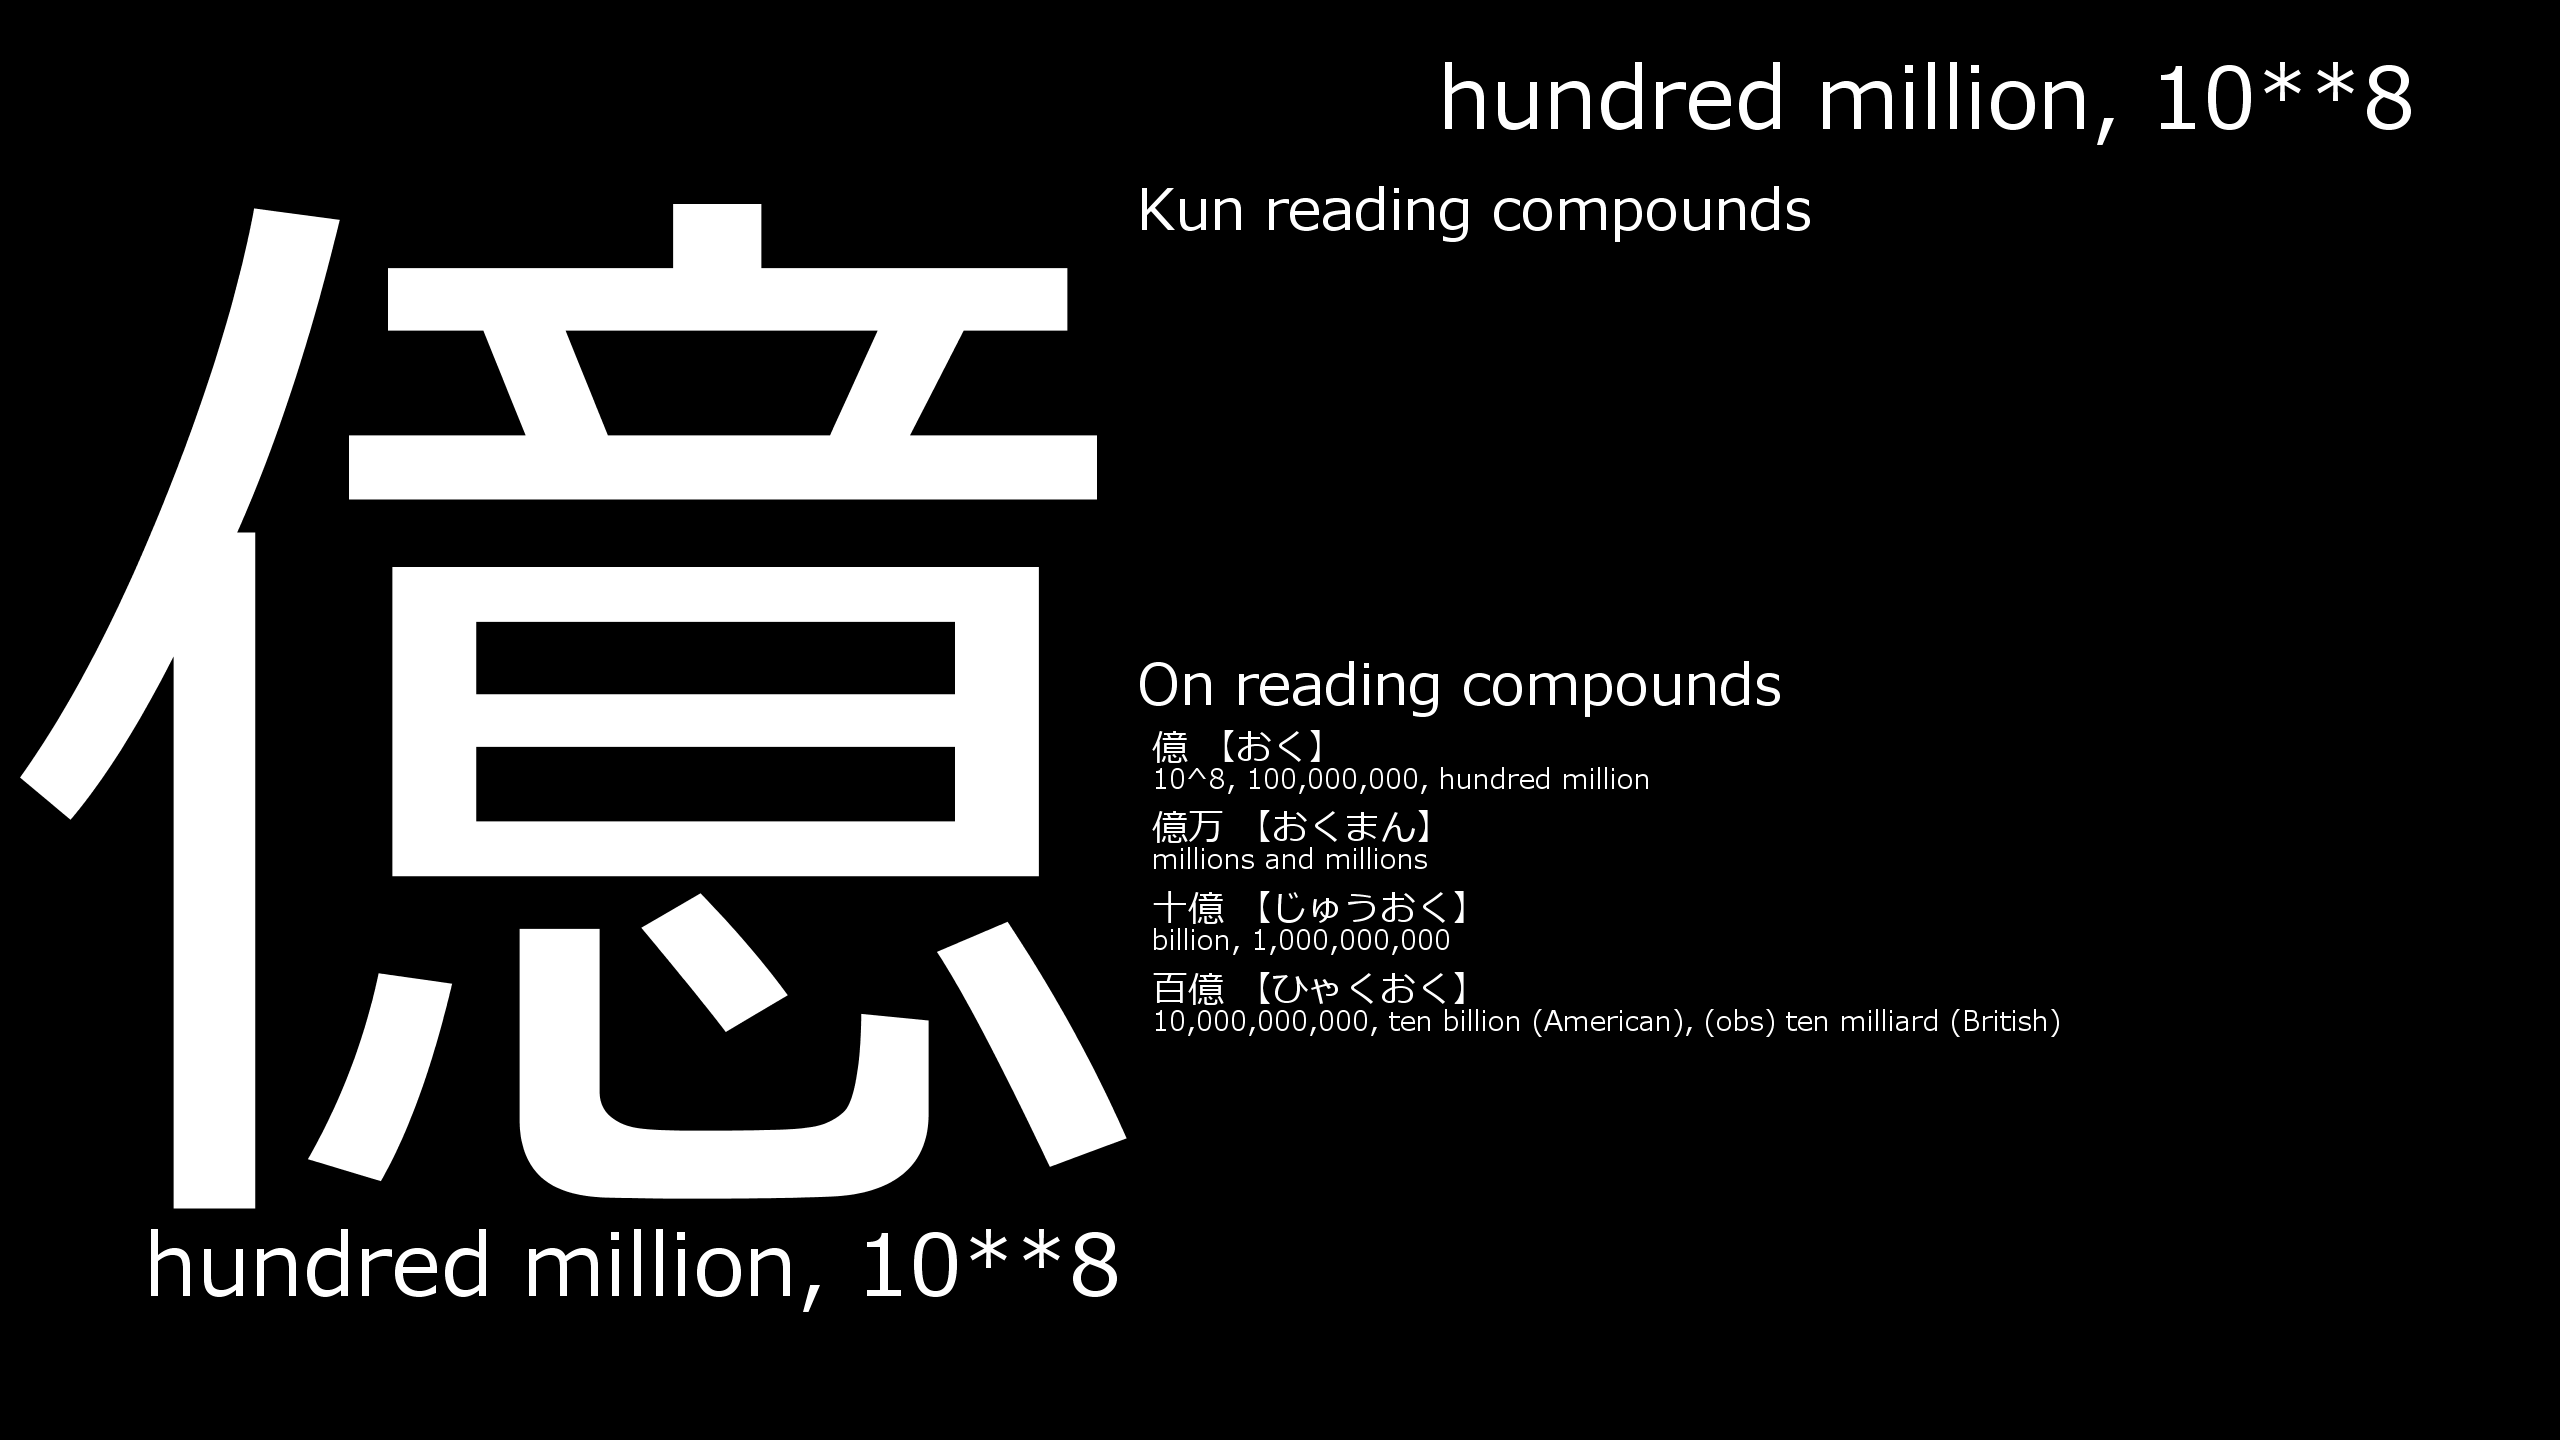 hundred million, 10**8
Kun reading compounds
億
On reading compounds
億 【おく】
10^8, 100,000,000, hundred million
億万 【おくまん】
millions and millions
十億 【じゅうおく】
billion, 1,000,000,000
百億 【ひゃくおく】
10,000,000,000, ten billion (American), (obs) ten milliard (British)
hundred million, 10**8